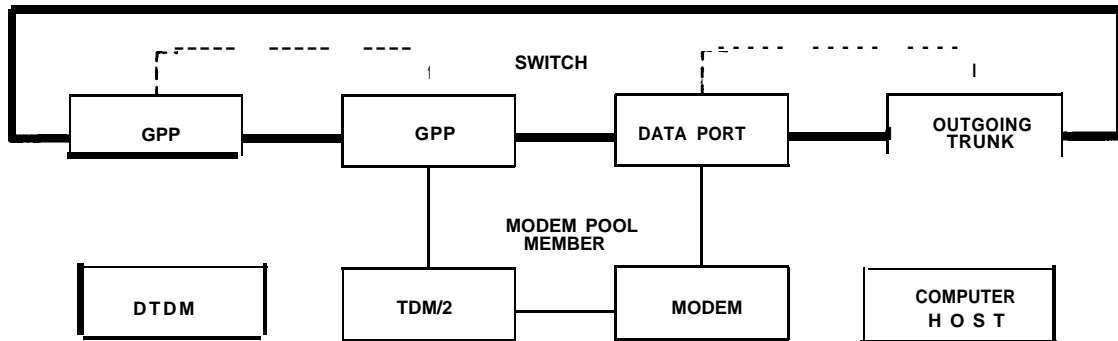 SWITCH
GPP
GPP
DATA PORT
OUTGOING
TRUNK
MODEM POOL
MEMBER
DTDM
TDM/2
MODEM
COMPUTER
HOST